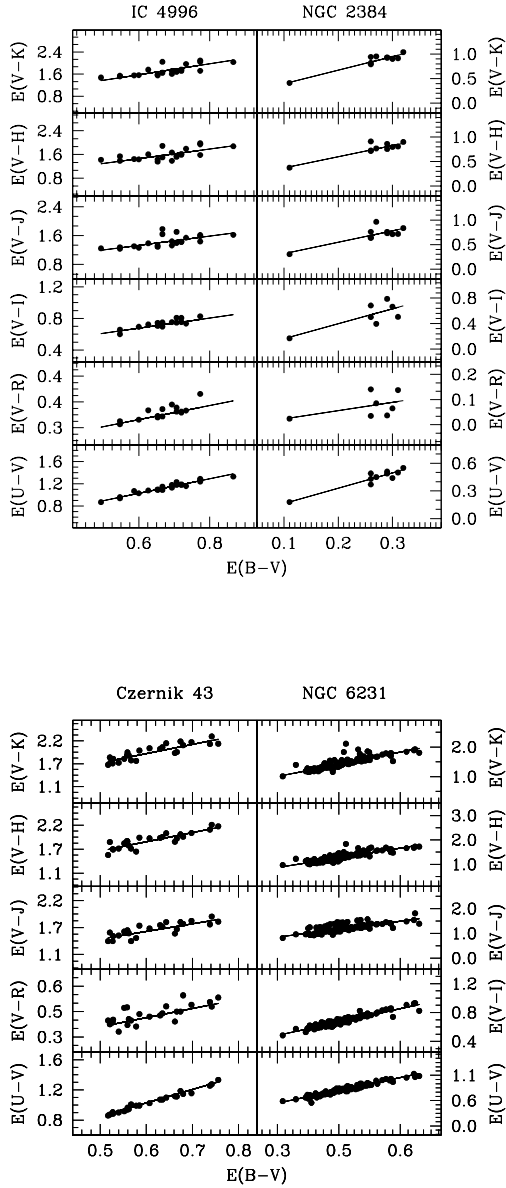 IC 4996 NGC 2384
E(V−K) 2.4 1.6 0.8 1.0 0.5 0.0 E(V−K)
E(V−H) 2.4 1.6 0.8 1.0 0.5 0.0 E(V−H)
E(V−J) 2.4 1.6 0.8 1.0 0.5 0.0 E(V−J)
E(V−I) 1.2 0.8 0.4 0.8 0.4 0.0 E(V−I)
E(V−R) 0.4 0.4 0.3 0.2 0.1 0.0 E(V−R)
E(U−V) 1.6 1.2 0.8 0.6 0.3 0.0 E(U−V)
0.6 0.8 0.1 0.2 0.3
E(B−V)
Czernik 43 NGC 6231
E(V−K) 2.2 1.7 1.1 2.0 1.0 E(V−K)
E(V−H) 2.2 1.7 1.1 3.0 2.0 1.0 E(V−H)
E(V−J) 2.2 1.7 1.1 2.0 1.0 0.0 E(V−J)
E(V−R) 0.6 0.5 0.3 1.2 0.8 0.4 E(V−I)
E(U−V) 1.6 1.2 0.8 1.1 0.6 0.0 E(U−V)
0.5 0.6 0.7 0.8 0.3 0.5 0.6
E(B−V)